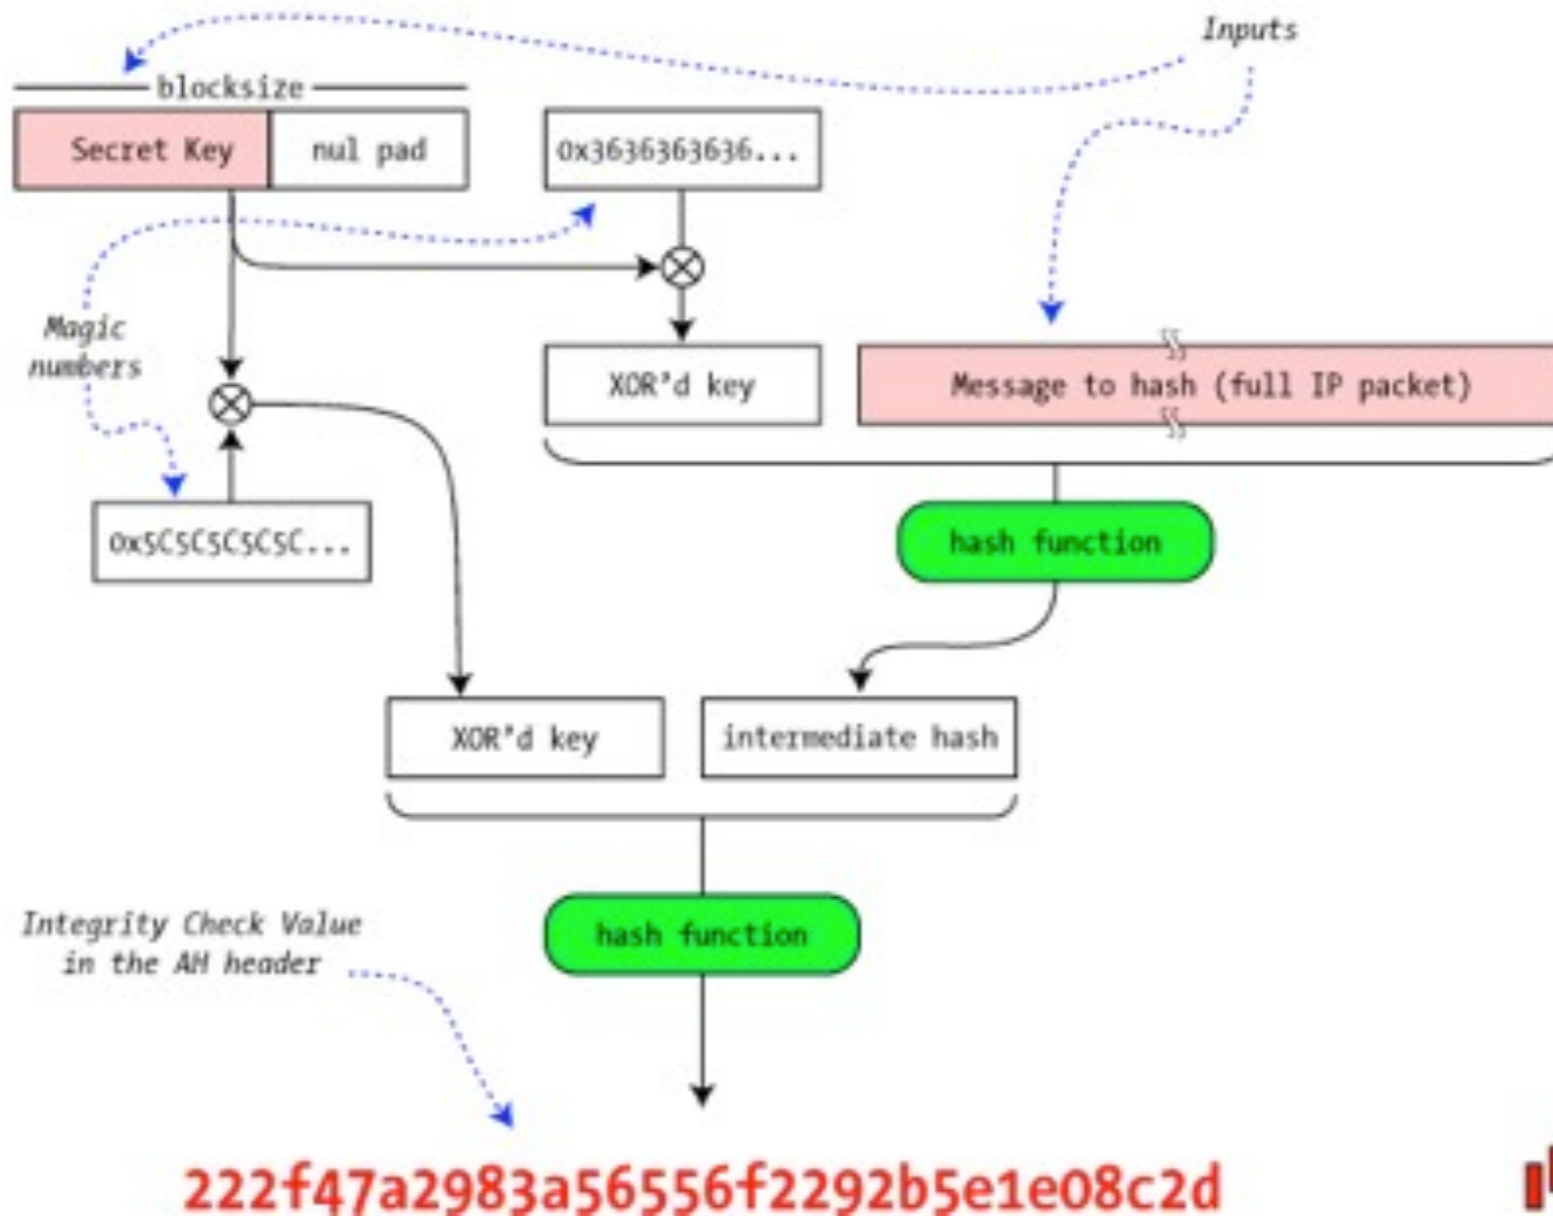 Inputs
blocksize
Secret Key
nul pad
0x3636363636...
Magic
numbers
XOR'd key
Message to hash (full IP packet)
0x5C5C5C5C5C...
hash function
XOR'd key
intermediate hash
Integrity Check Value
in the AH header
hash function
222f47a2983a56556f2292b5e1e08c2d